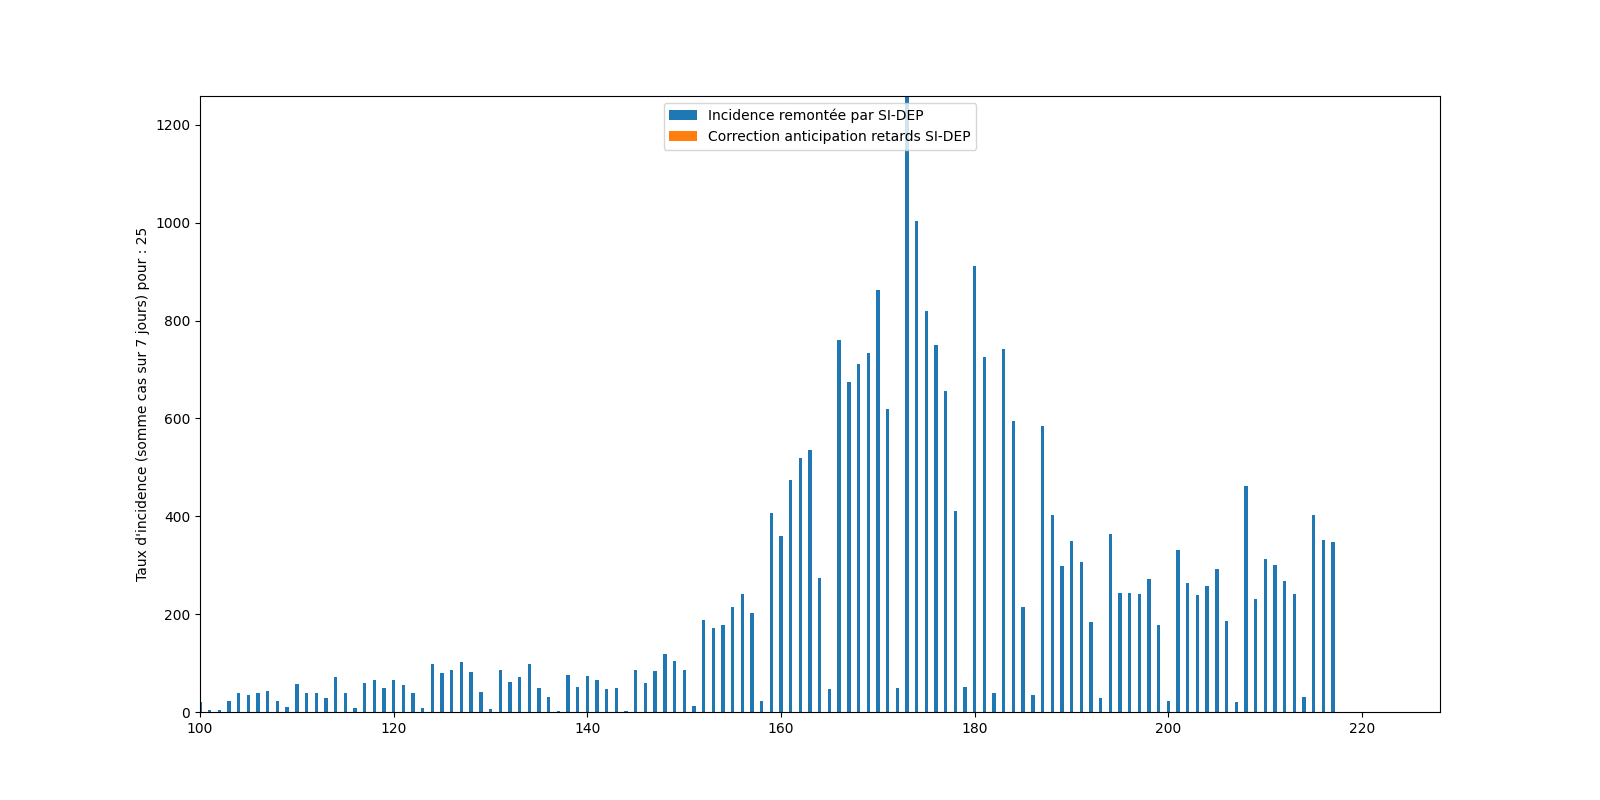 Incidence remontée par SI-DEP
Correction anticipation retards SI-DEP
Taux d'incidence (somme cas sur 7 jours) pour : 25
1200
1000
800
600
400
200
0
100 120 140 160 180 200 220